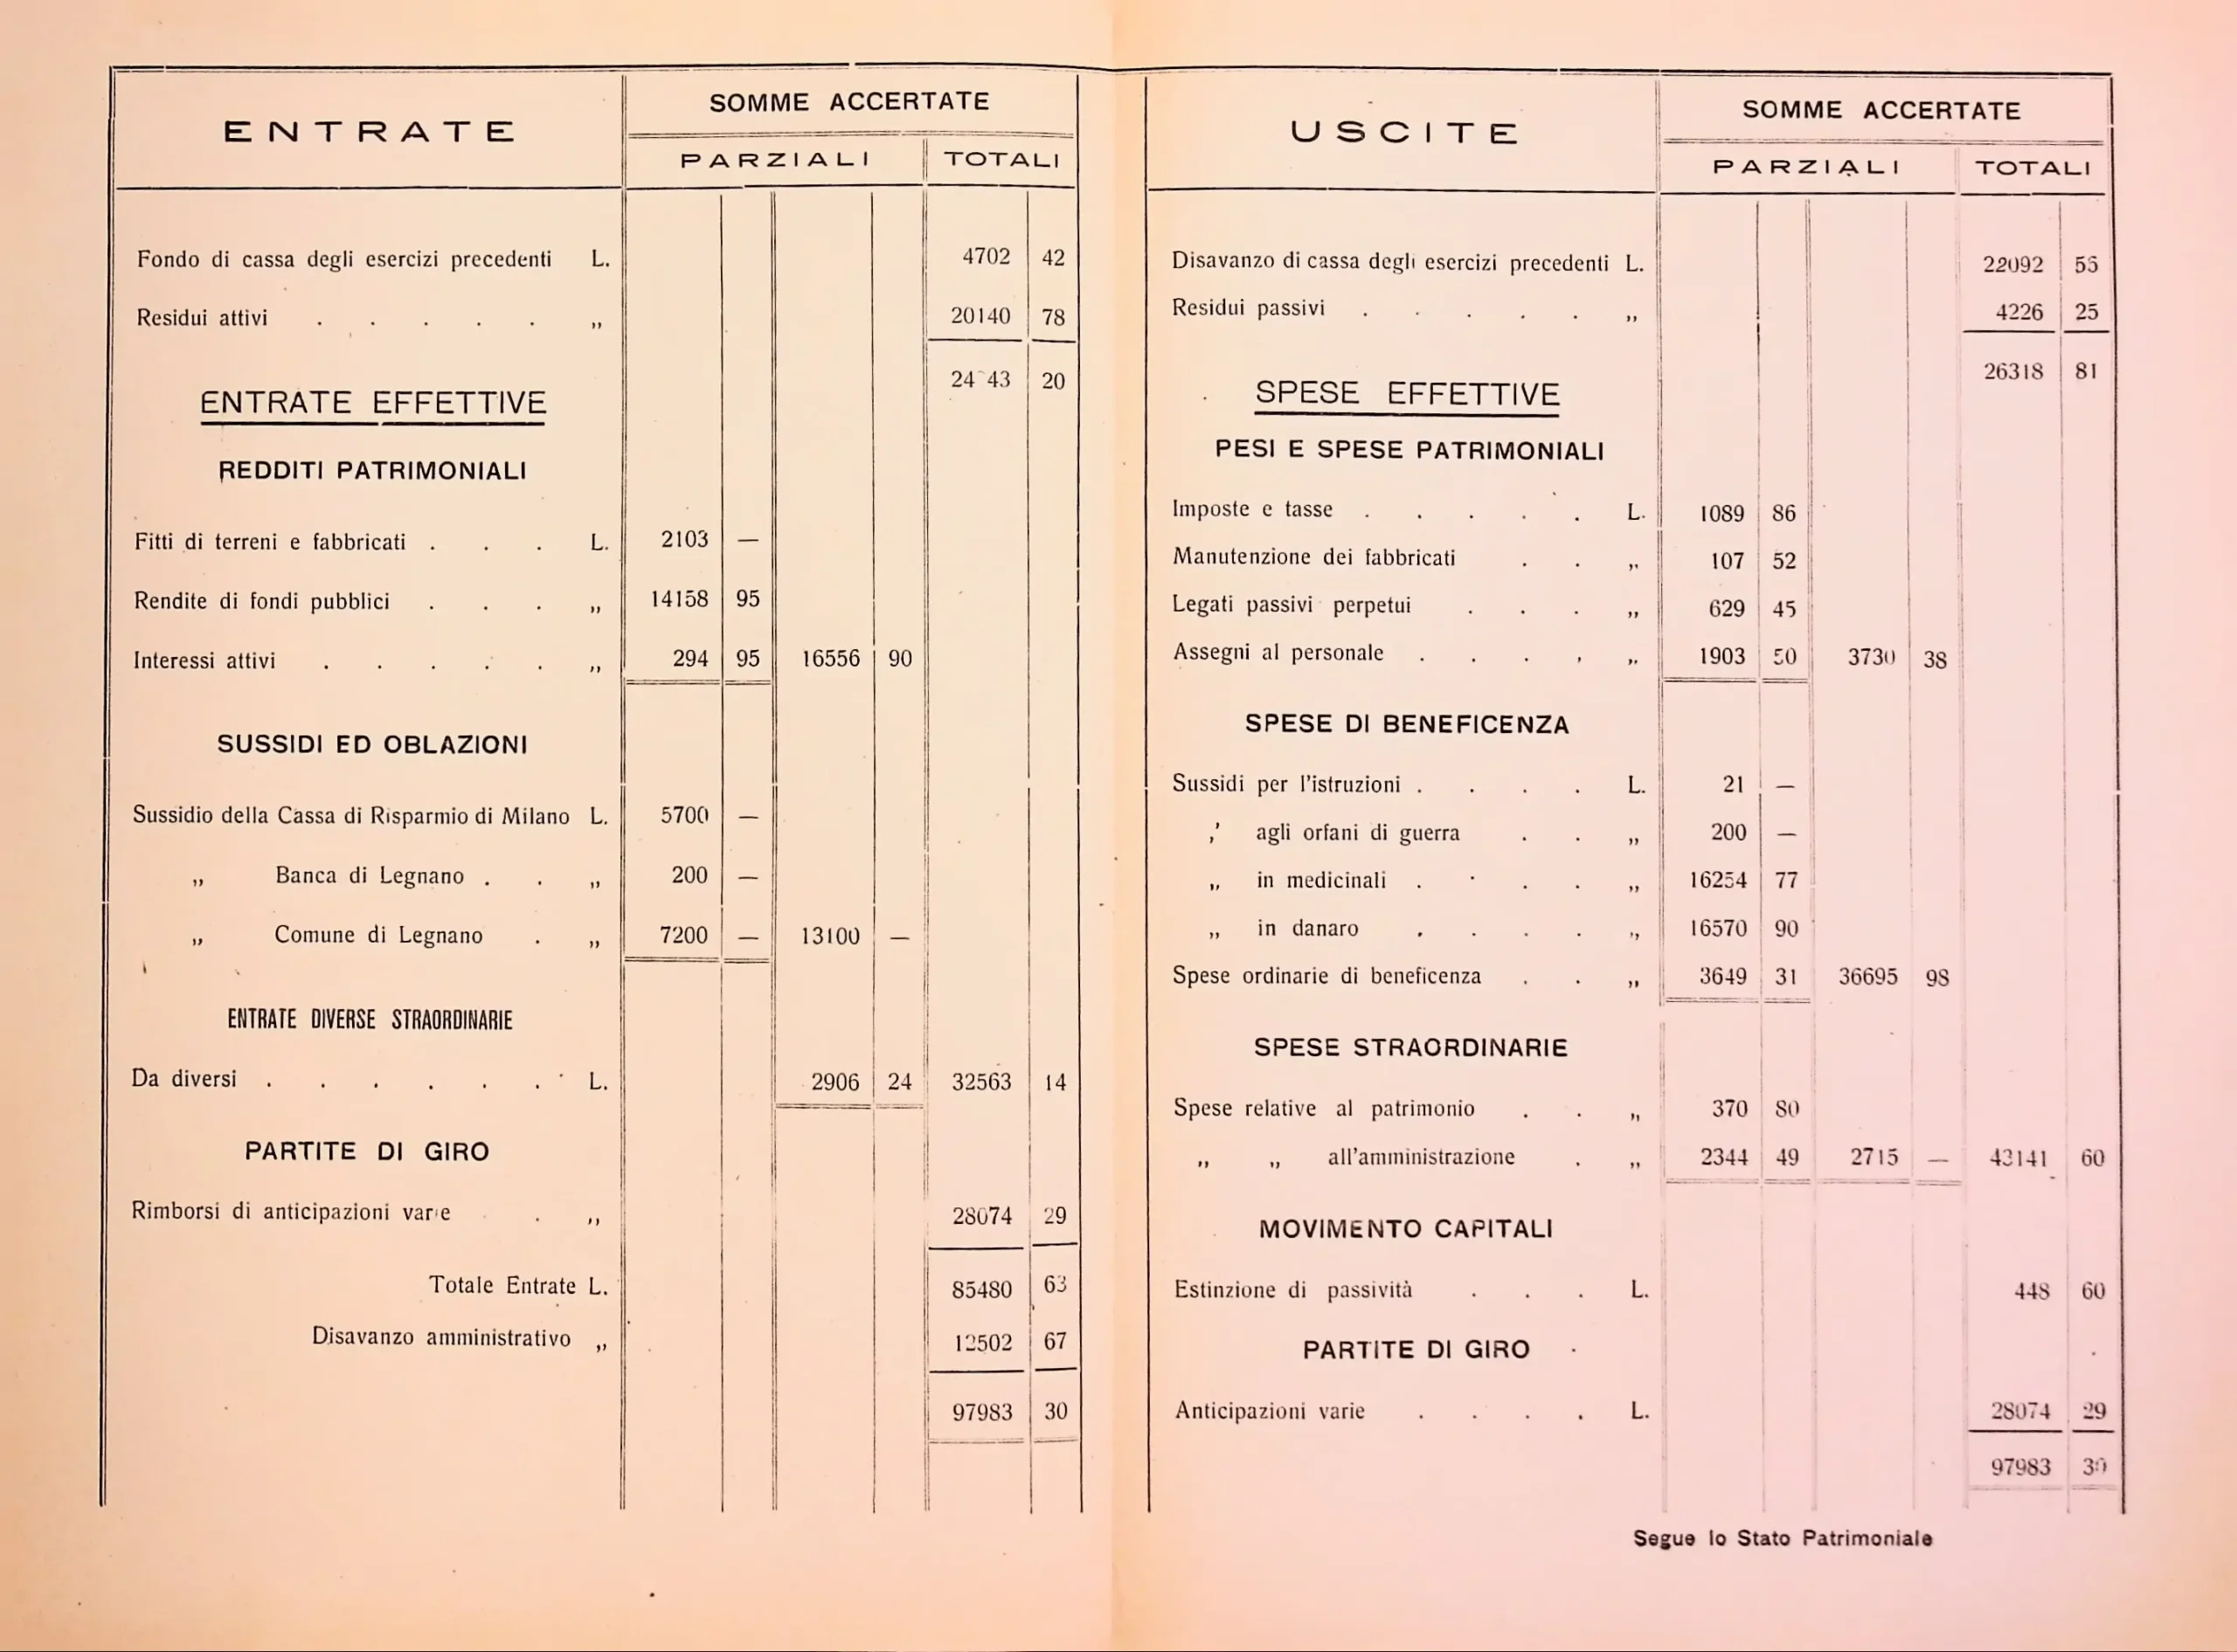 ENTRATE
SOMME ACCERTATE
PARZIALI TOTALI
Fondo di cassa degli esercizi precedenti L. 4702 42
Residui attivi . . . . . „ 20140 78
24 43 20
ENTRATE EFFETTIVE
REDDITI PATRIMONIALI
Fitti di terreni e fabbricati . . . L. 2103 —
Rendite di fondi pubblici . . . „ 14158 95
Interessi attivi . . . . . „ 294 95 16556 90
SUSSIDI ED OBLAZIONI
Sussidio della Cassa di Risparmio di Milano L. 5700 —
„ Banca di Legnano . . „ 200 —
„ Comune di Legnano . „ 7200 — 13100 —
ENTRATE DIVERSE STRAORDINARIE
Da diversi . . . . . . L. 2906 24 32563 14
PARTITE DI GIRO
Rimborsi di anticipazioni varie . „ 28074 29
Totale Entrate L. 85480 63
Disavanzo amministrativo „ 12502 67
97983 30
USCITE
SOMME ACCERTATE
PARZIALI TOTALI
Disavanzo di cassa degli esercizi precedenti L. 22092 56
Residui passivi . . . . . „ 4226 25
26318 81
SPESE EFFETTIVE
PESI E SPESE PATRIMONIALI
Imposte e tasse . . . . . L. 1089 86
Manutenzione dei fabbricati . . „ 107 52
Legati passivi perpetui . . . „ 629 45
Assegni al personale . . . . „ 1903 50 3730 38
SPESE DI BENEFICENZA
Sussidi per l'istruzioni . . . . L. 21 —
„ agli orfani di guerra . . „ 200 —
„ in medicinali . . . . „ 16254 77
„ in danaro . . . . „ 16570 90
Spese ordinarie di beneficenza . . „ 3649 31 36695 98
SPESE STRAORDINARIE
Spese relative al patrimonio . . „ 370 80
„ „ all'amministrazione . „ 2344 49 2715 — 43141 60
MOVIMENTO CAPITALI
Estinzione di passività . . . L. 448 60
PARTITE DI GIRO
Anticipazioni varie . . . . L. 28074 29
97983 30
Segue lo Stato Patrimoniale